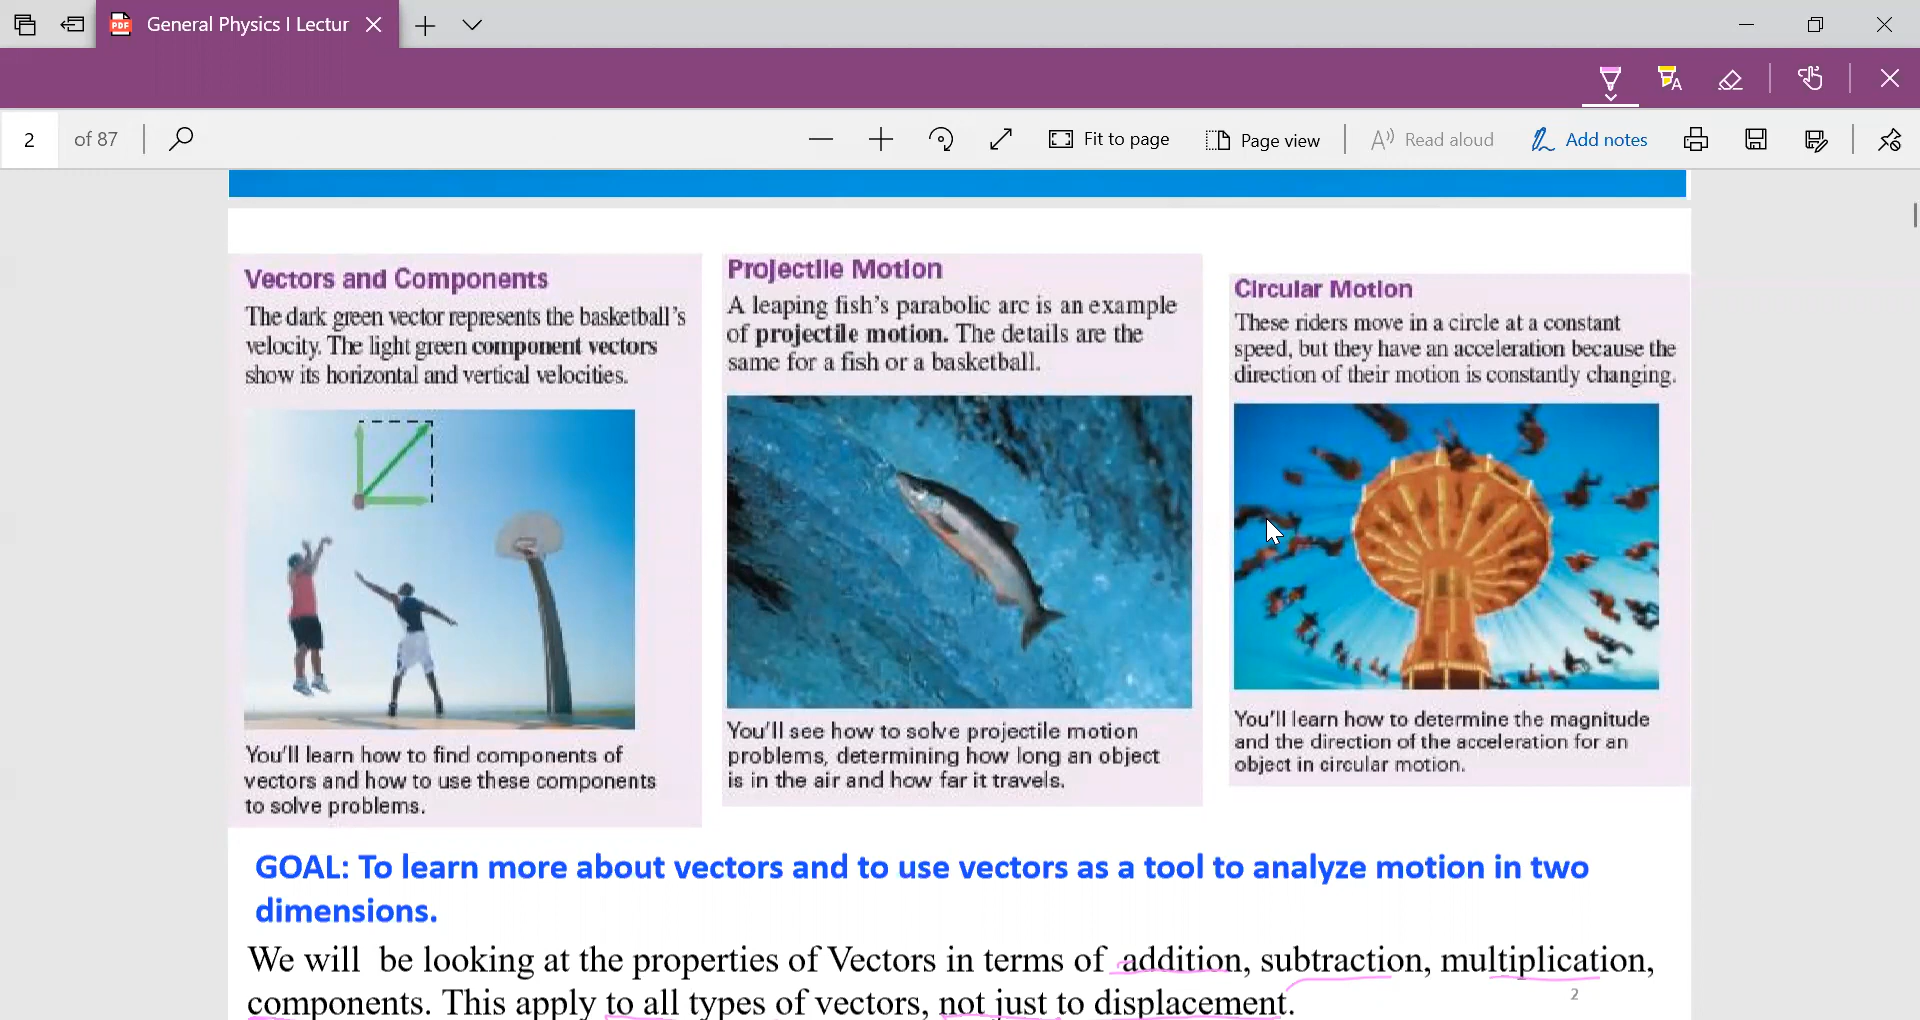 General Physics I Lectur
2 of 87
Fit to page
Page view
Read aloud
Add notes
Vectors and Components
The dark green vector represents the basketball's
velocity. The light green component vectors
show its horizontal and vertical velocities.
You'll learn how to find components of
vectors and how to use these components
to solve problems.
Projectile Motion
A leaping fish's parabolic arc is an example
of projectile motion. The details are the
same for a fish or a basketball.
You'll see how to solve projectile motion
problems, determining how long an object
is in the air and how far it travels.
Circular Motion
These riders move in a circle at a constant
speed, but they have an acceleration because the
direction of their motion is constantly changing.
You'll learn how to determine the magnitude
and the direction of the acceleration for an
object in circular motion.
GOAL: To learn more about vectors and to use vectors as a tool to analyze motion in two
dimensions.
We will be looking at the properties of Vectors in terms of addition, subtraction, multiplication,
components. This apply to all types of vectors, not just to displacement.
2